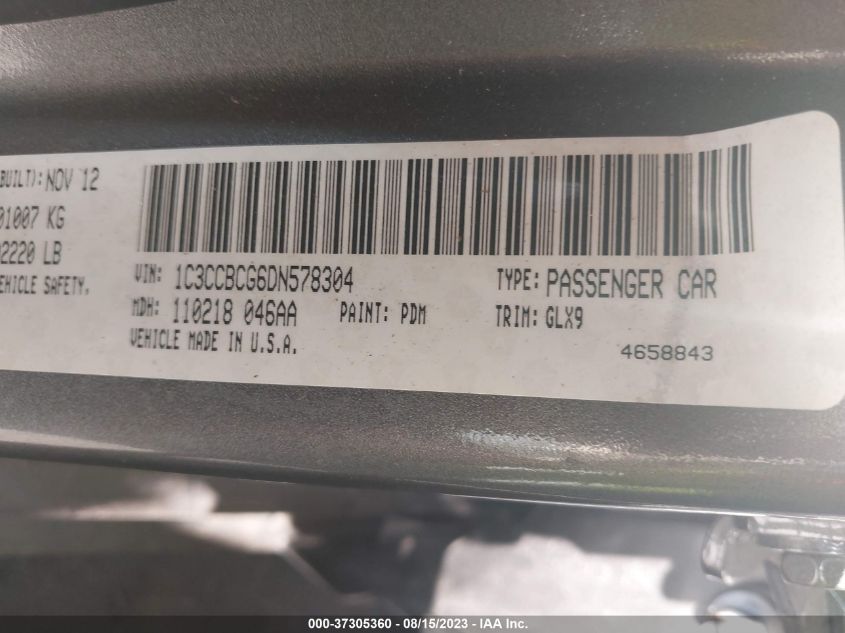 BUILT): NOV 12
01007 KG
02220 LB
EHICLE SAFETY,
VIN: 1C3CCBCG6DN578304
TYPE: PASSENGER CAR
MDH: 110218 046AA
PAINT: PDM
TRIM: GLX9
VEHICLE MADE IN U.S.A.
4658843
000-37305360 - 08/15/2023 - IAA Inc.